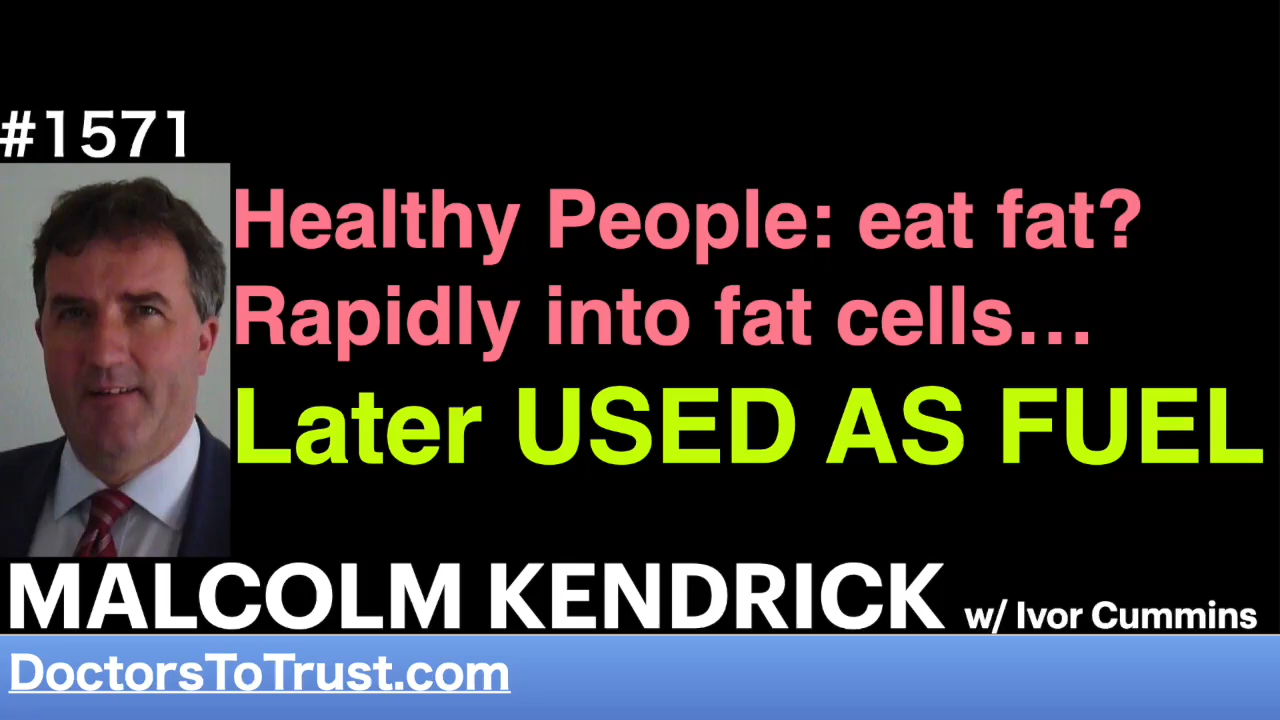 #1571
Healthy People: eat fat?
Rapidly into fat cells...
Later USED AS FUEL
MALCOLM KENDRICK w/ Ivor Cummins
DoctorsToTrust.com